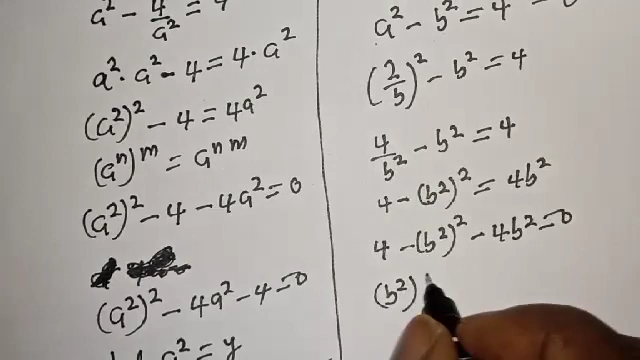 a² - 4/a² = 4
a² · a² - 4 = 4 · a²
(a²)² - 4 = 4a²
(aⁿ)ᵐ = aⁿᵐ
(a²)² - 4 - 4a² = 0
(a²)² - 4a² - 4 = 0
a² = y
a² - b² = 4
(2/b)² - b² = 4
4/b² - b² = 4
4 - (b²)² = 4b²
4 - (b²)² - 4b² = 0
(b²)